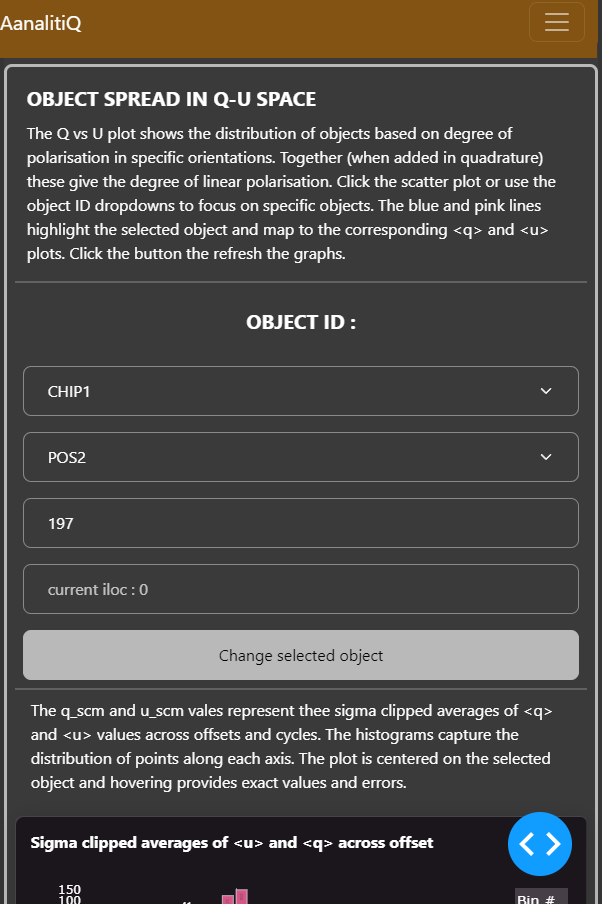 AanalitiQ
OBJECT SPREAD IN Q-U SPACE
The Q vs U plot shows the distribution of objects based on degree of
polarisation in specific orientations. Together (when added in quadrature)
these give the degree of linear polarisation. Click the scatter plot or use the
object ID dropdowns to focus on specific objects. The blue and pink lines
highlight the selected object and map to the corresponding <q> and <u>
plots. Click the button the refresh the graphs.
OBJECT ID :
CHIP1
POS2
197
current iloc : 0
Change selected object
The q_scm and u_scm vales represent thee sigma clipped averages of <q>
and <u> values across offsets and cycles. The histograms capture the
distribution of points along each axis. The plot is centered on the selected
object and hovering provides exact values and errors.
Sigma clipped averages of <u> and <q> across offset
150
100
Bin_#